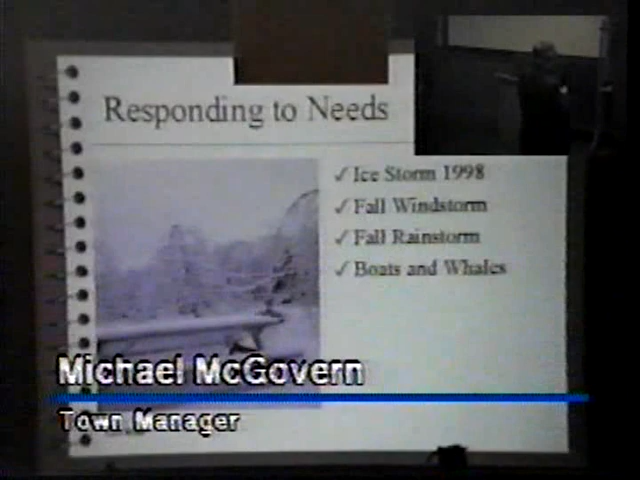 Responding to Needs
✓ Ice Storm 1998
✓ Fall Windstorm
✓ Fall Rainstorm
✓ Boats and Whales
Michael McGovern
Town Manager